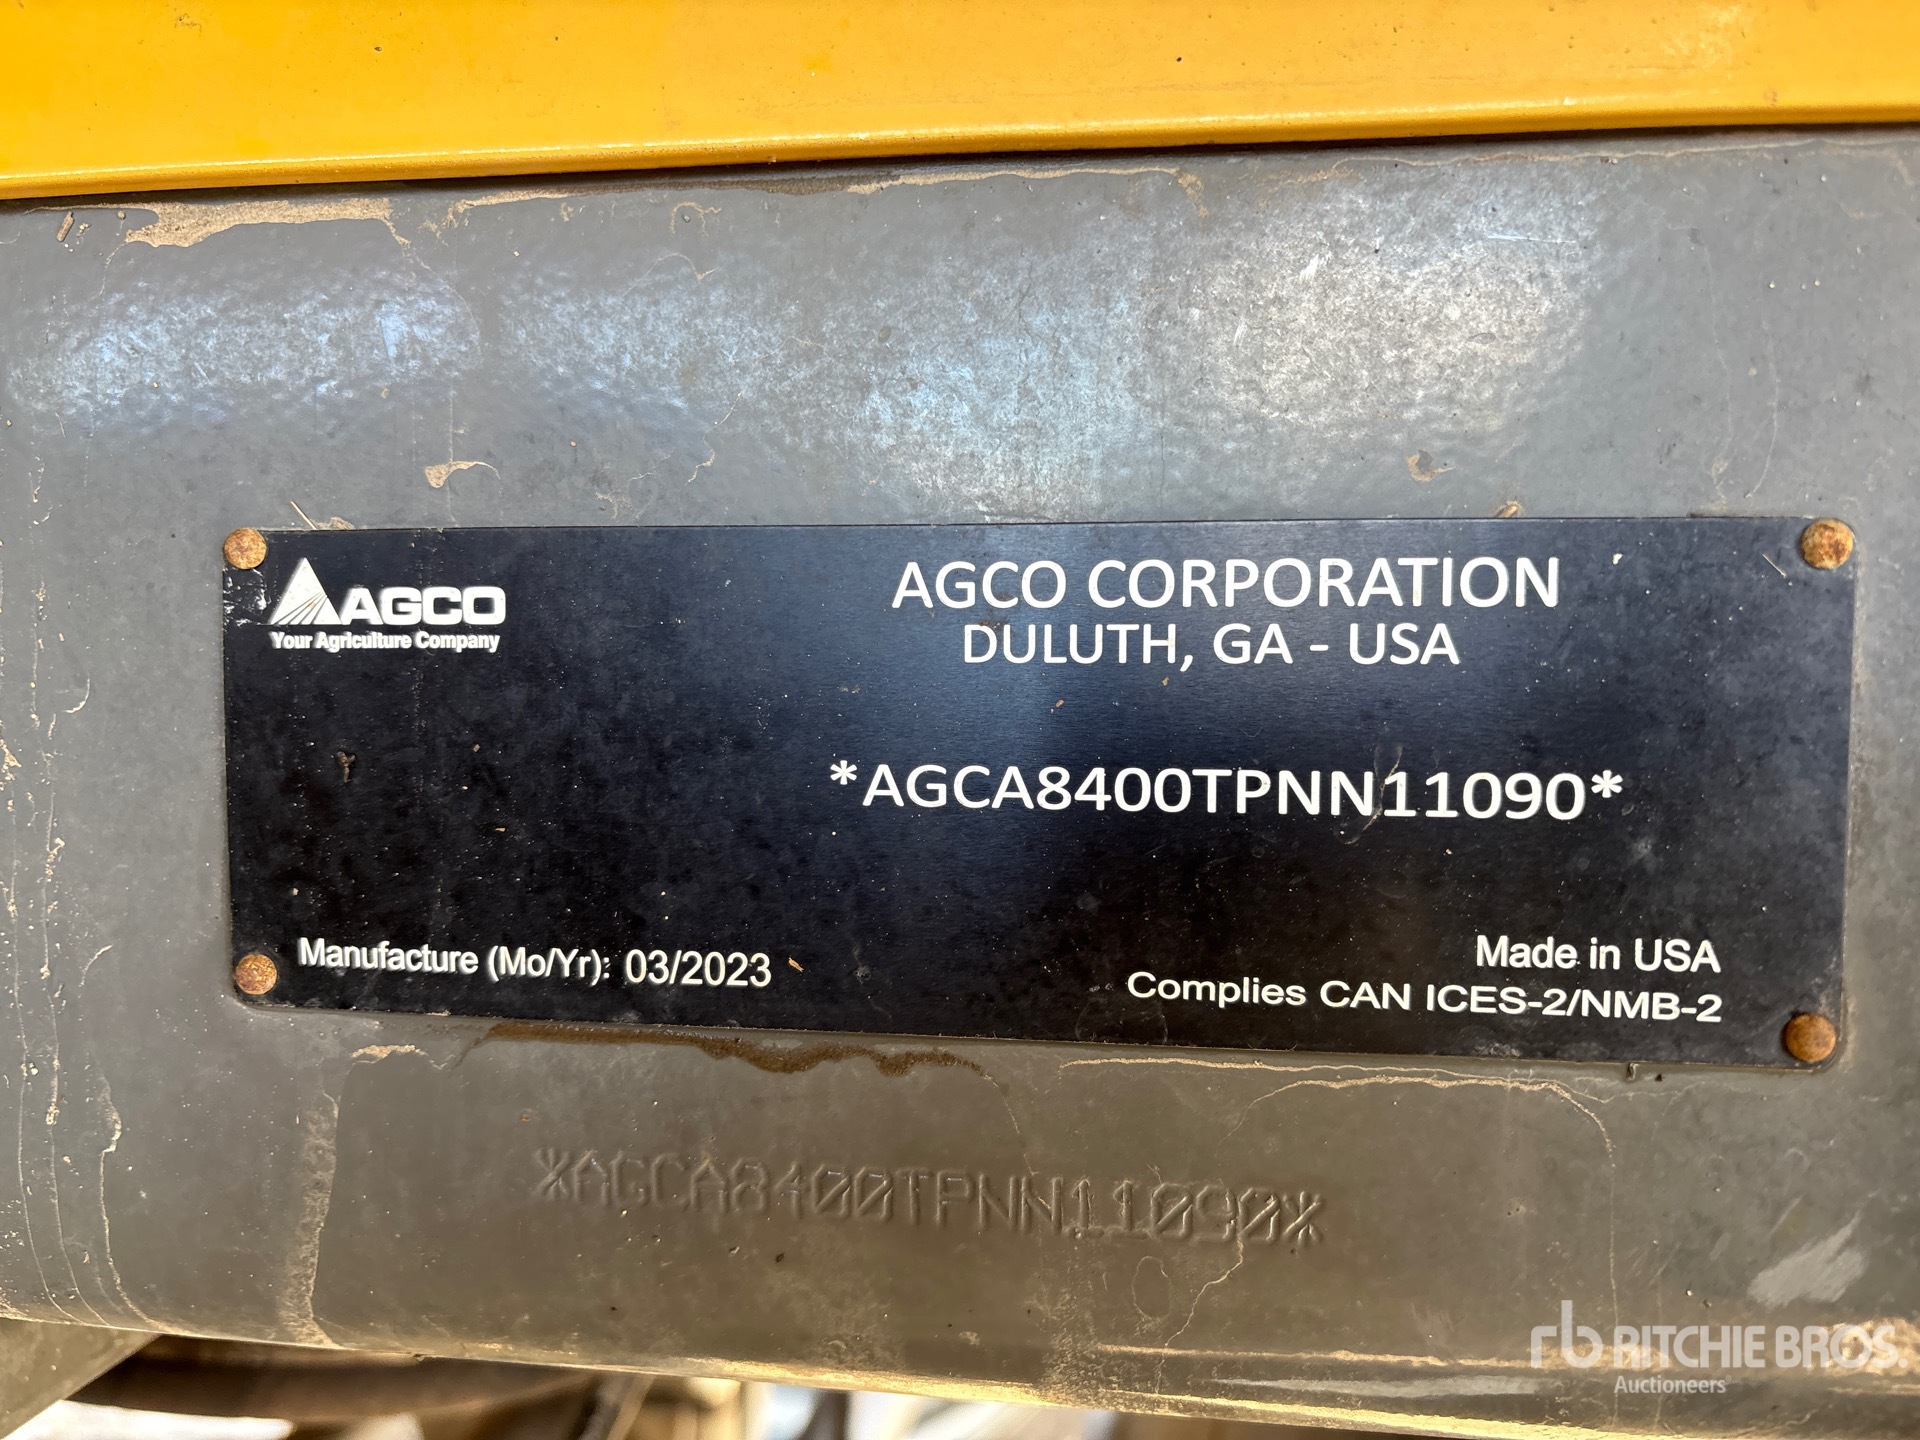 AGCO
Your Agriculture Company
AGCO CORPORATION
DULUTH, GA - USA
*AGCA8400TPNN11090*
Manufacture (Mo/Yr): 03/2023
Made in USA
Complies CAN ICES-2/NMB-2
*AGCA8400TPNN11090*
rb RITCHIE BROS.
Auctioneers